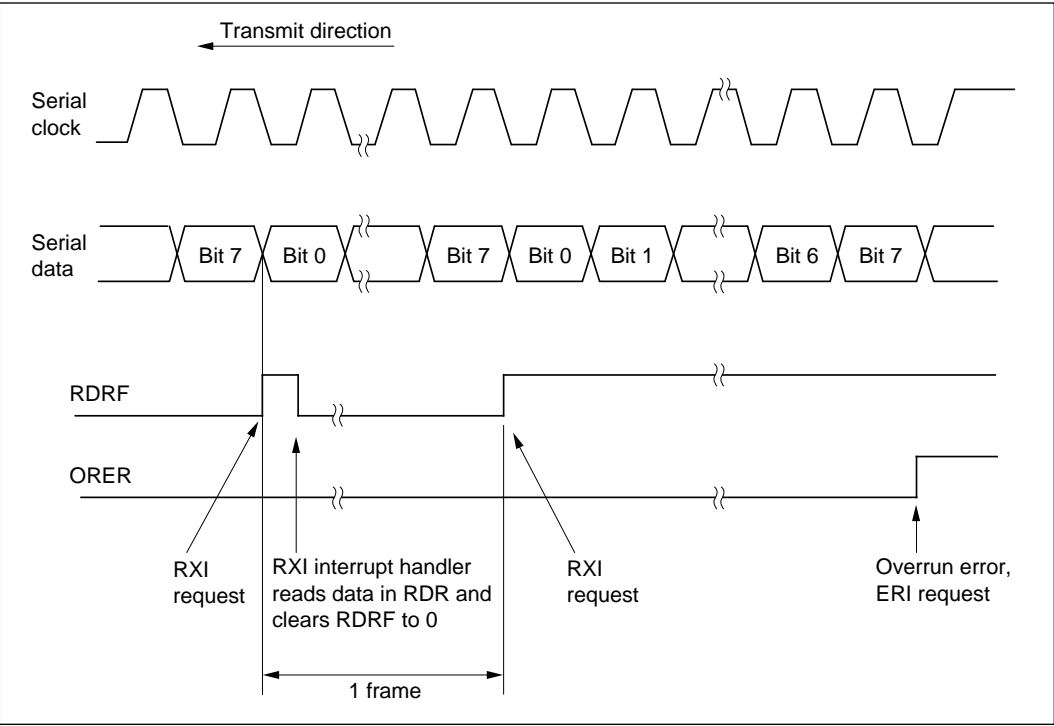 Transmit direction
Serial
clock
Serial
data
Bit 7
Bit 0
Bit 7
Bit 0
Bit 1
Bit 6
Bit 7
RDRF
ORER
RXI
request
RXI interrupt handler
reads data in RDR and
clears RDRF to 0
RXI
request
Overrun error,
ERI request
1 frame